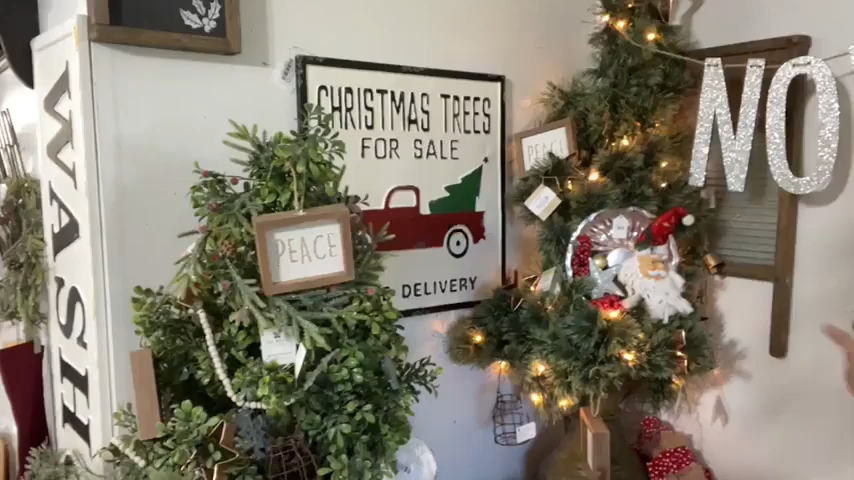 WASH
CHRISTMAS TREES
FOR SALE
DELIVERY
PEACE
PEACE
NO